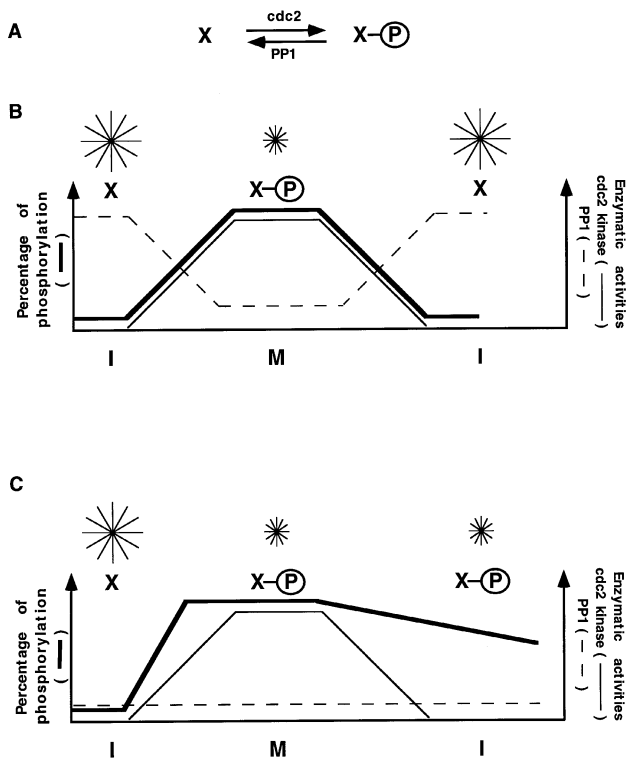 A
cdc2
X
X–P
PP1
B
X
X–P
X
Percentage of
phosphorylation
( )
Enzymatic activities
cdc2 kinase ( )
PP1 ( )
I
M
I
C
X
X–P
X–P
Percentage of
phosphorylation
( )
Enzymatic activities
cdc2 kinase ( )
PP1 ( )
I
M
I